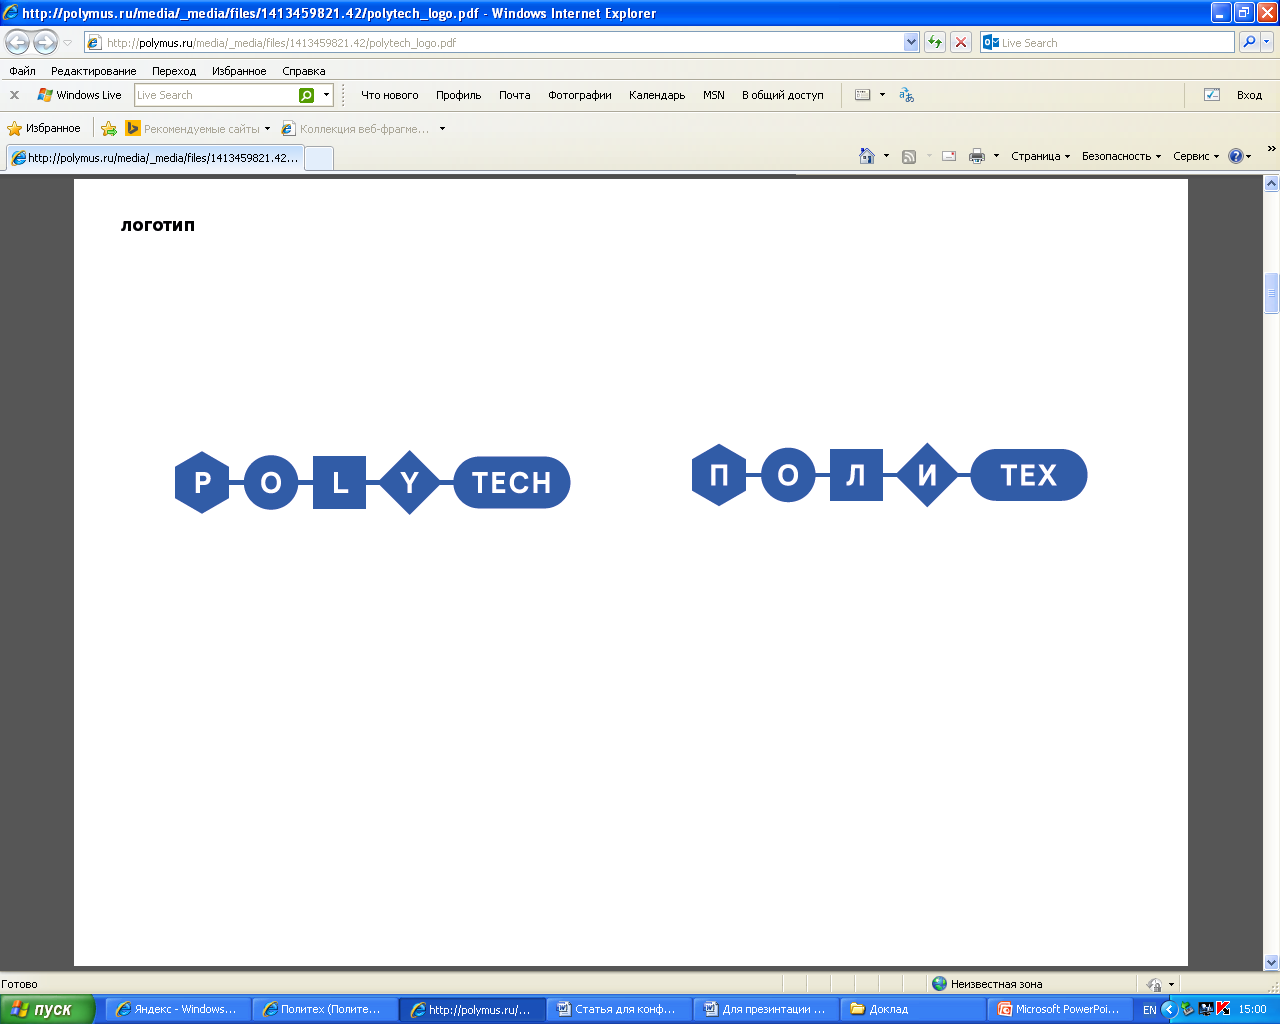 http://polymus.ru/media/_media/files/1413459821.42/polytech_logo.pdf - Windows Internet Explorer
http://polymus.ru/media/_media/files/1413459821.42/polytech_logo.pdf Live Search
Файл Редактирование Переход Избранное Справка
Windows Live Live Search Что нового Профиль Почта Фотографии Календарь MSN В общий доступ Вход
Избранное Рекомендуемые сайты Коллекция веб-фрагме...
http://polymus.ru/media/_media/files/1413459821.42... Страница Безопасность Сервис
логотип
POLY TECH
ПОЛИ ТЕХ
Готово Неизвестная зона
пуск Яндекс - Windows... Политех (Полите... http://polymus.ru/... Статья для конф... Для презинтации ... Доклад Microsoft PowerPoi... EN 15:00